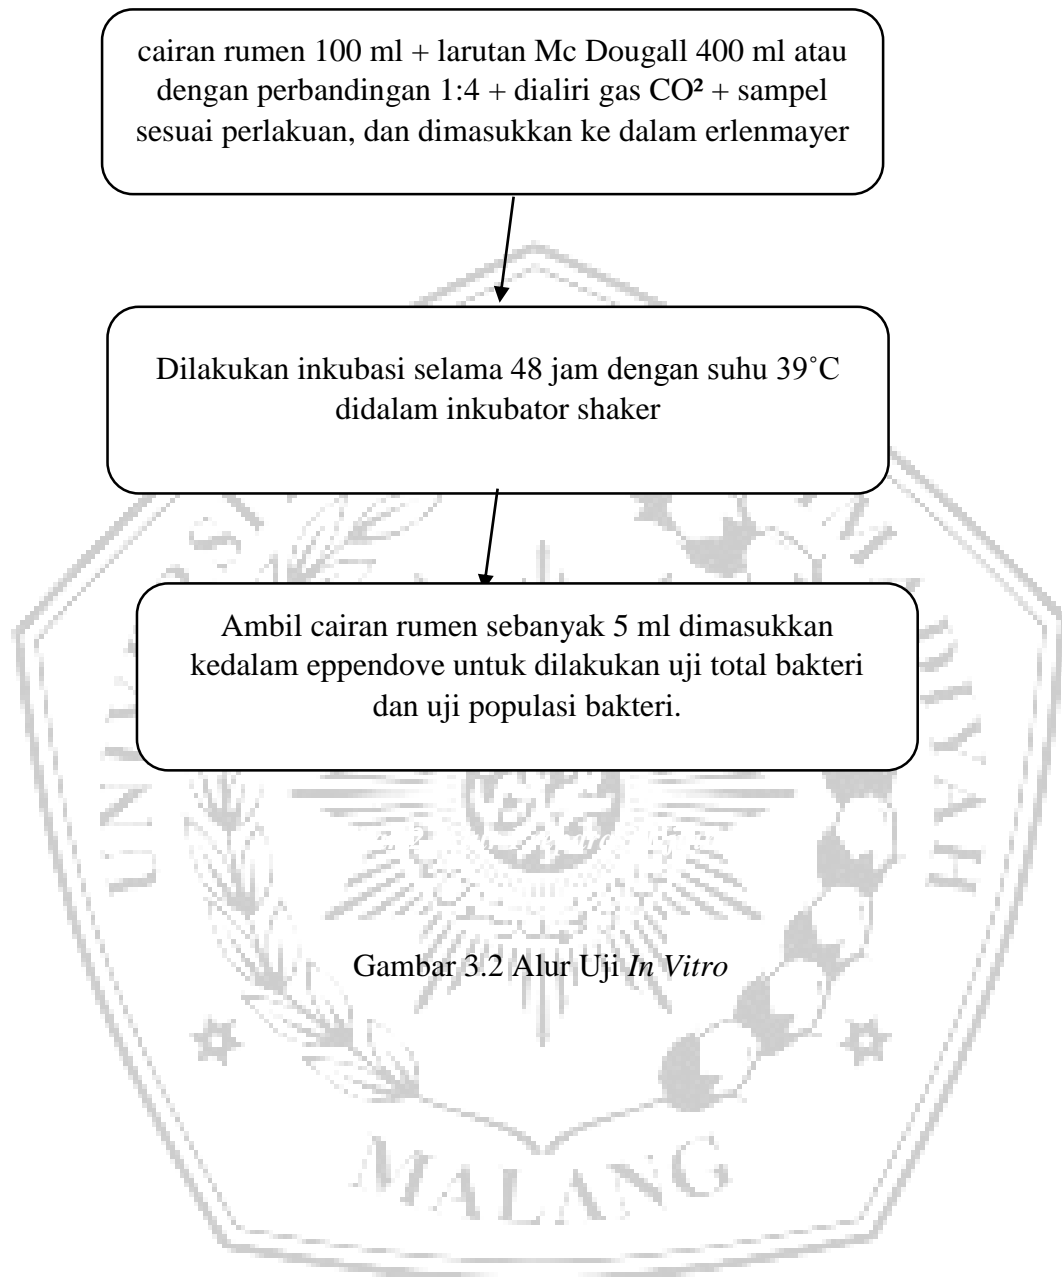 cairan rumen 100 ml + larutan Mc Dougall 400 ml atau
dengan perbandingan 1:4 + dialiri gas CO² + sampel
sesuai perlakuan, dan dimasukkan ke dalam erlenmayer
Dilakukan inkubasi selama 48 jam dengan suhu 39˚C
didalam inkubator shaker
Ambil cairan rumen sebanyak 5 ml dimasukkan
kedalam eppendove untuk dilakukan uji total bakteri
dan uji populasi bakteri.
Gambar 3.2 Alur Uji In Vitro
MALANG